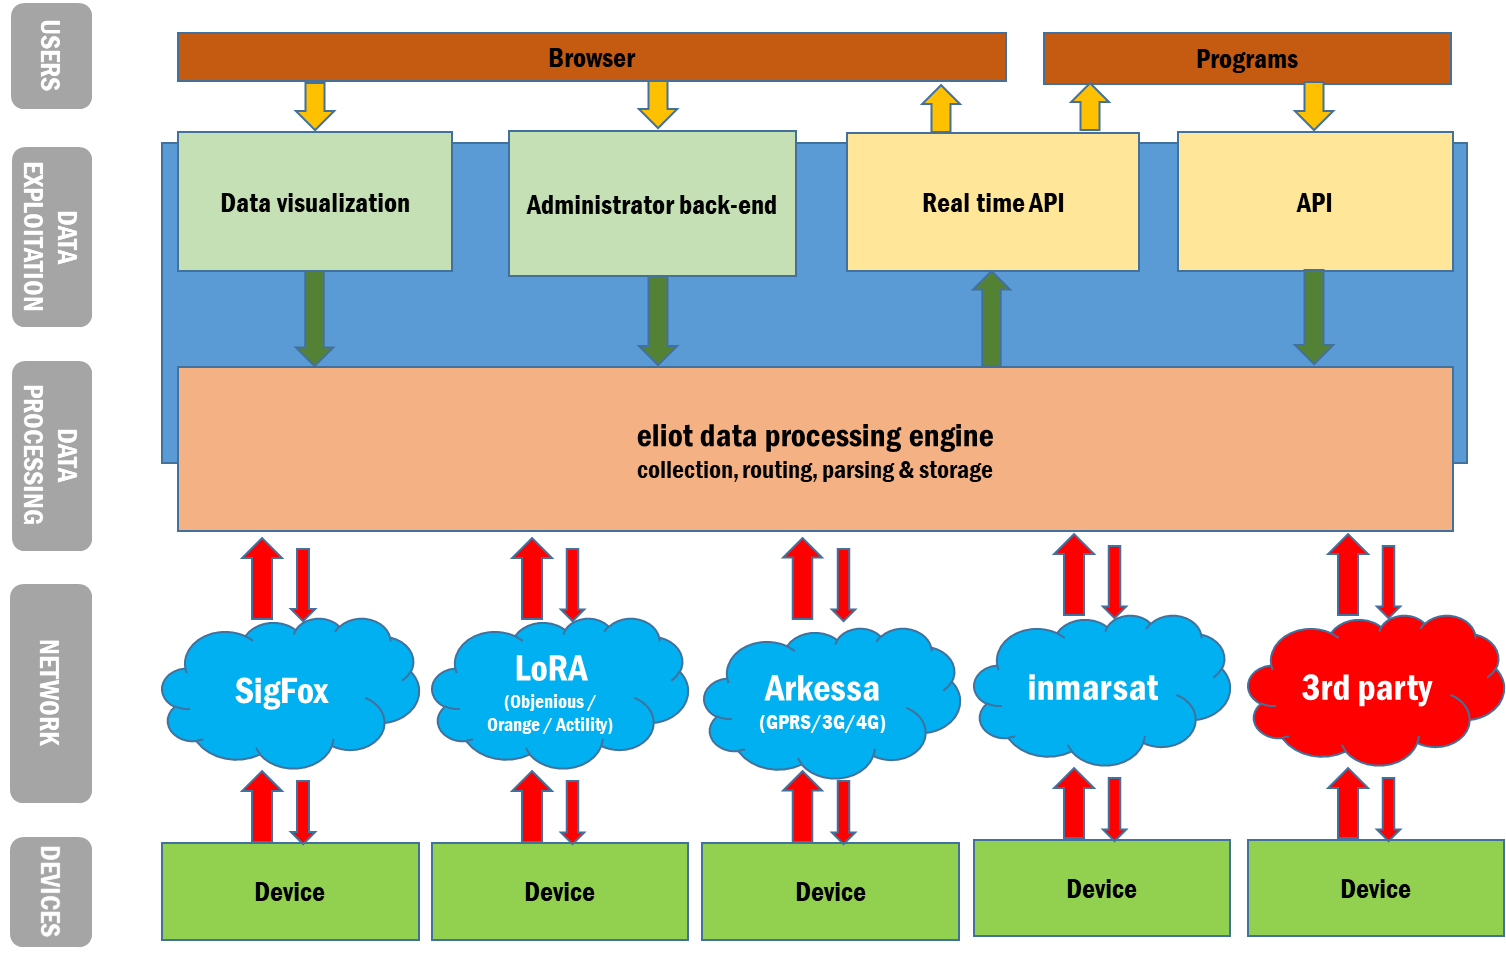 USERS
Browser
Programs
DATA
EXPLOITATION
Data visualization
Administrator back-end
Real time API
API
DATA
PROCESSING
eliot data processing engine
collection, routing, parsing & storage
NETWORK
SigFox
LoRA
(Objenious /
Orange / Actility)
Arkessa
(GPRS/3G/4G)
inmarsat
3rd party
DEVICES
Device
Device
Device
Device
Device